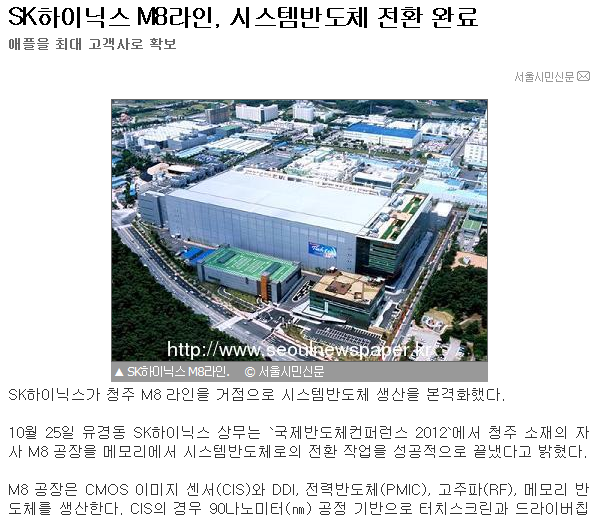 SK하이닉스 M8라인, 시스템반도체 전환 완료
애플을 최대 고객사로 확보
서울시민신문
http://www.seoulnewspaper.kr
▲ SK하이닉스 M8라인. © 서울시민신문
SK하이닉스가 청주 M8 라인을 거점으로 시스템반도체 생산을 본격화했다.
10월 25일 유경동 SK하이닉스 상무는 `국제반도체컨퍼런스 2012`에서 청주 소재의 자
사 M8 공장을 메모리에서 시스템반도체로의 전환 작업을 성공적으로 끝냈다고 밝혔다.
M8 공장은 CMOS 이미지 센서(CIS)와 DDI, 전력반도체(PMIC), 고주파(RF), 메모리 반
도체를 생산한다. CIS의 경우 90나노미터(㎚) 공정 기반으로 터치스크린과 드라이버칩